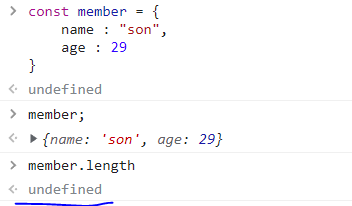 > const member = {
name : "son",
age : 29
}
<· undefined
> member;
<· ▶ {name: 'son', age: 29}
> member.length
<· undefined